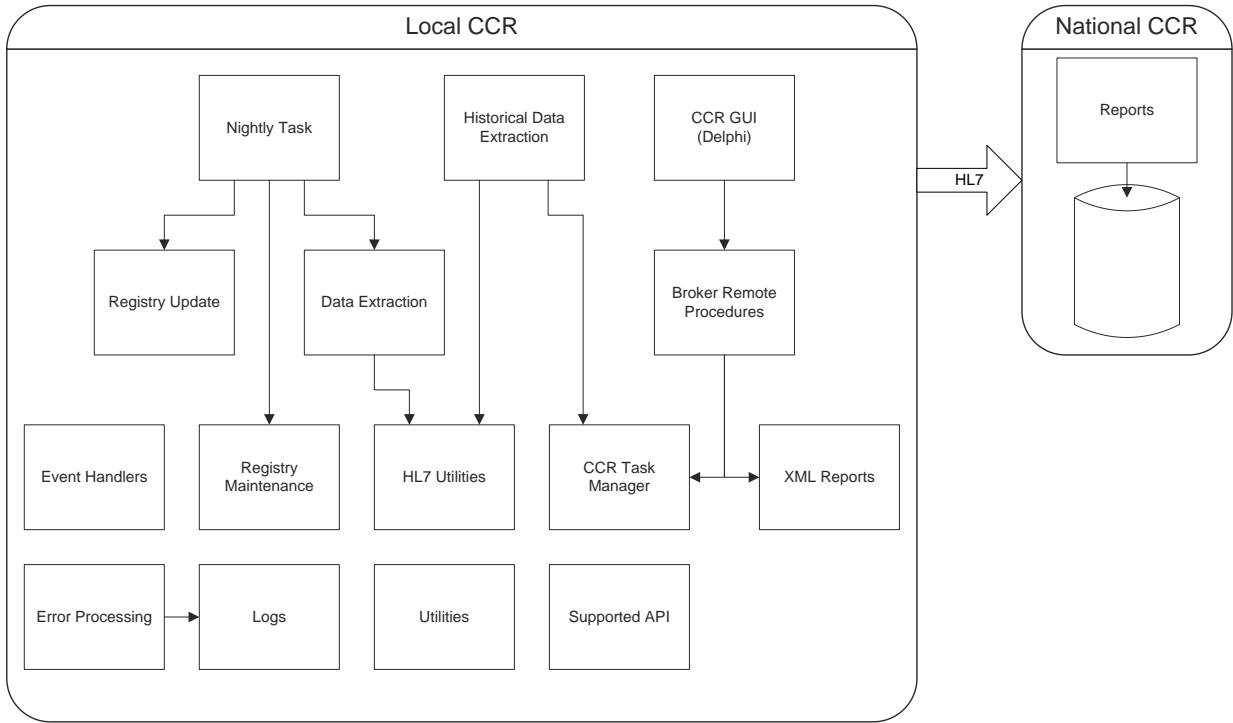 Local CCR
National CCR
Nightly Task
Historical Data
Extraction
CCR GUI
(Delphi)
Reports
HL7
Registry Update
Data Extraction
Broker Remote
Procedures
Event Handlers
Registry
Maintenance
HL7 Utilities
CCR Task
Manager
XML Reports
Error Processing
Logs
Utilities
Supported API